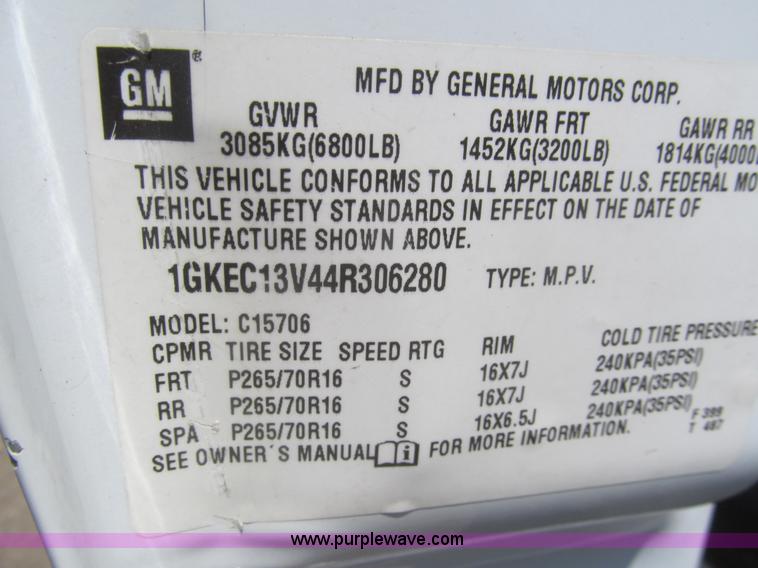 GM ®
MFD BY GENERAL MOTORS CORP.
GVWR GAWR FRT GAWR RR
3085KG(6800LB) 1452KG(3200LB) 1814KG(4000L
THIS VEHICLE CONFORMS TO ALL APPLICABLE U.S. FEDERAL MO
VEHICLE SAFETY STANDARDS IN EFFECT ON THE DATE OF
MANUFACTURE SHOWN ABOVE.
1GKEC13V44R306280 TYPE: M.P.V.
MODEL: C15706
CPMR TIRE SIZE SPEED RTG RIM COLD TIRE PRESSURE
FRT P265/70R16 S 16X7J 240KPA(35PSI)
RR P265/70R16 S 16X7J 240KPA(35PSI)
SPA P265/70R16 S 16X6.5J 240KPA(35PSI)
SEE OWNER'S MANUAL i FOR MORE INFORMATION.
F 399
T 487
www.purplewave.com